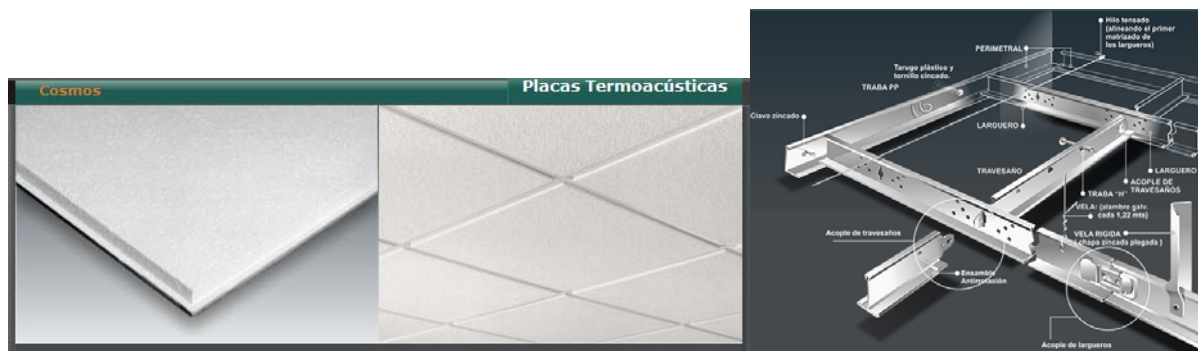 Cosmos
Placas Termoacústicas
Hilo tensado
(alineando el primer
matrizado de
los largueros)
PERIMETRAL
Tarugo plástico y
tornillo cincado.
TRABA PP
Clavo zincado
LARGUERO
TRAVESAÑO
LARGUERO
ACOPLE DE
TRAVESAÑOS
TRABA "H"
VELA: (alambre galv.
cada 1,22 mts)
VELA RIGIDA
( chapa zincada plegada )
Acople de travesaños
Ensamble
Antirrotación
Acople de largueros